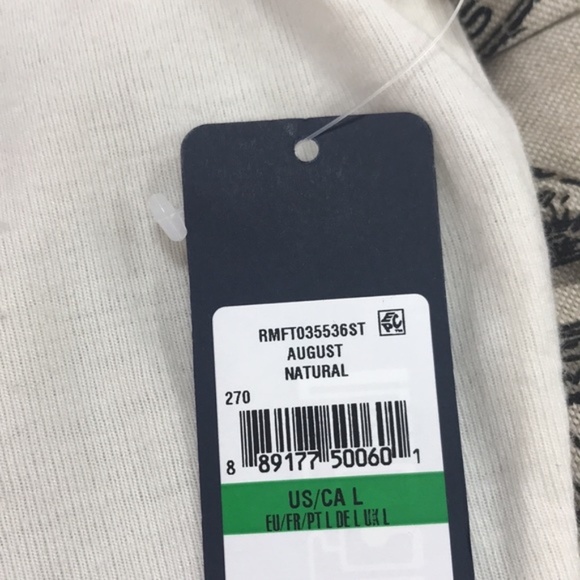 RMFT035536ST
AUGUST
NATURAL
270
8 89177 50060 1
US/CA L
EU/FR/PT L DE L UK L